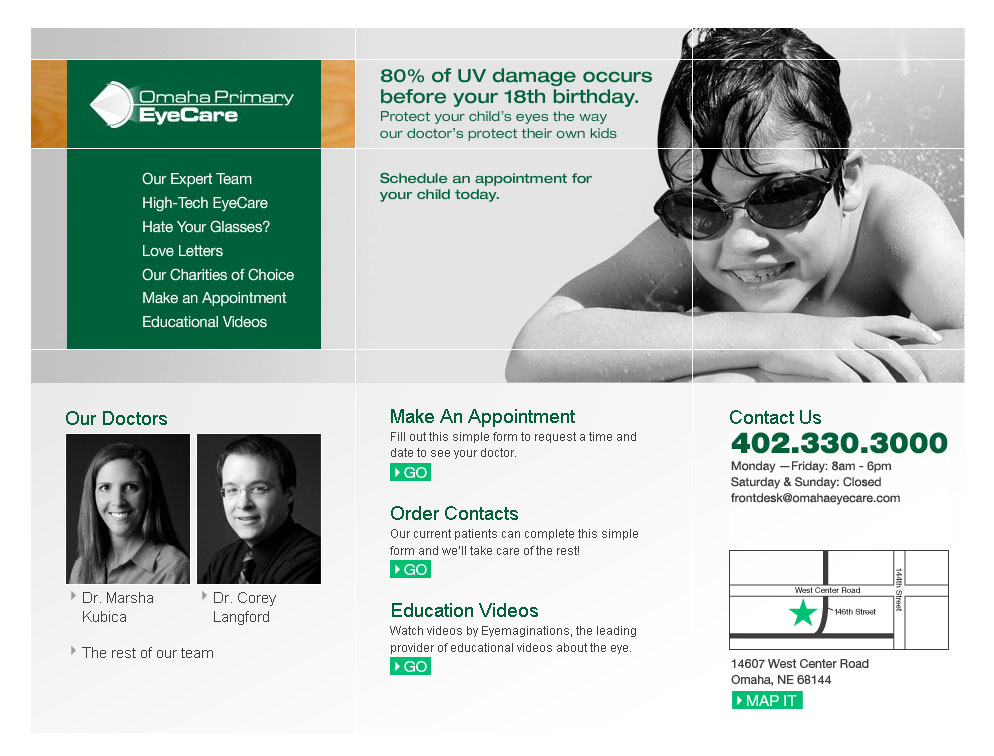 Omaha Primary
EyeCare
80% of UV damage occurs
before your 18th birthday.
Protect your child's eyes the way
our doctor's protect their own kids
Schedule an appointment for
your child today.
Our Expert Team
High-Tech EyeCare
Hate Your Glasses?
Love Letters
Our Charities of Choice
Make an Appointment
Educational Videos
Our Doctors
Dr. Marsha
Kubica
Dr. Corey
Langford
The rest of our team
Make An Appointment
Fill out this simple form to request a time and
date to see your doctor.
GO
Order Contacts
Our current patients can complete this simple
form and we'll take care of the rest!
GO
Education Videos
Watch videos by Eyemaginations, the leading
provider of educational videos about the eye.
GO
Contact Us
402.330.3000
Monday —Friday: 8am - 6pm
Saturday & Sunday: Closed
frontdesk@omahaeyecare.com
West Center Road
144th Street
146th Street
14607 West Center Road
Omaha, NE 68144
MAP IT